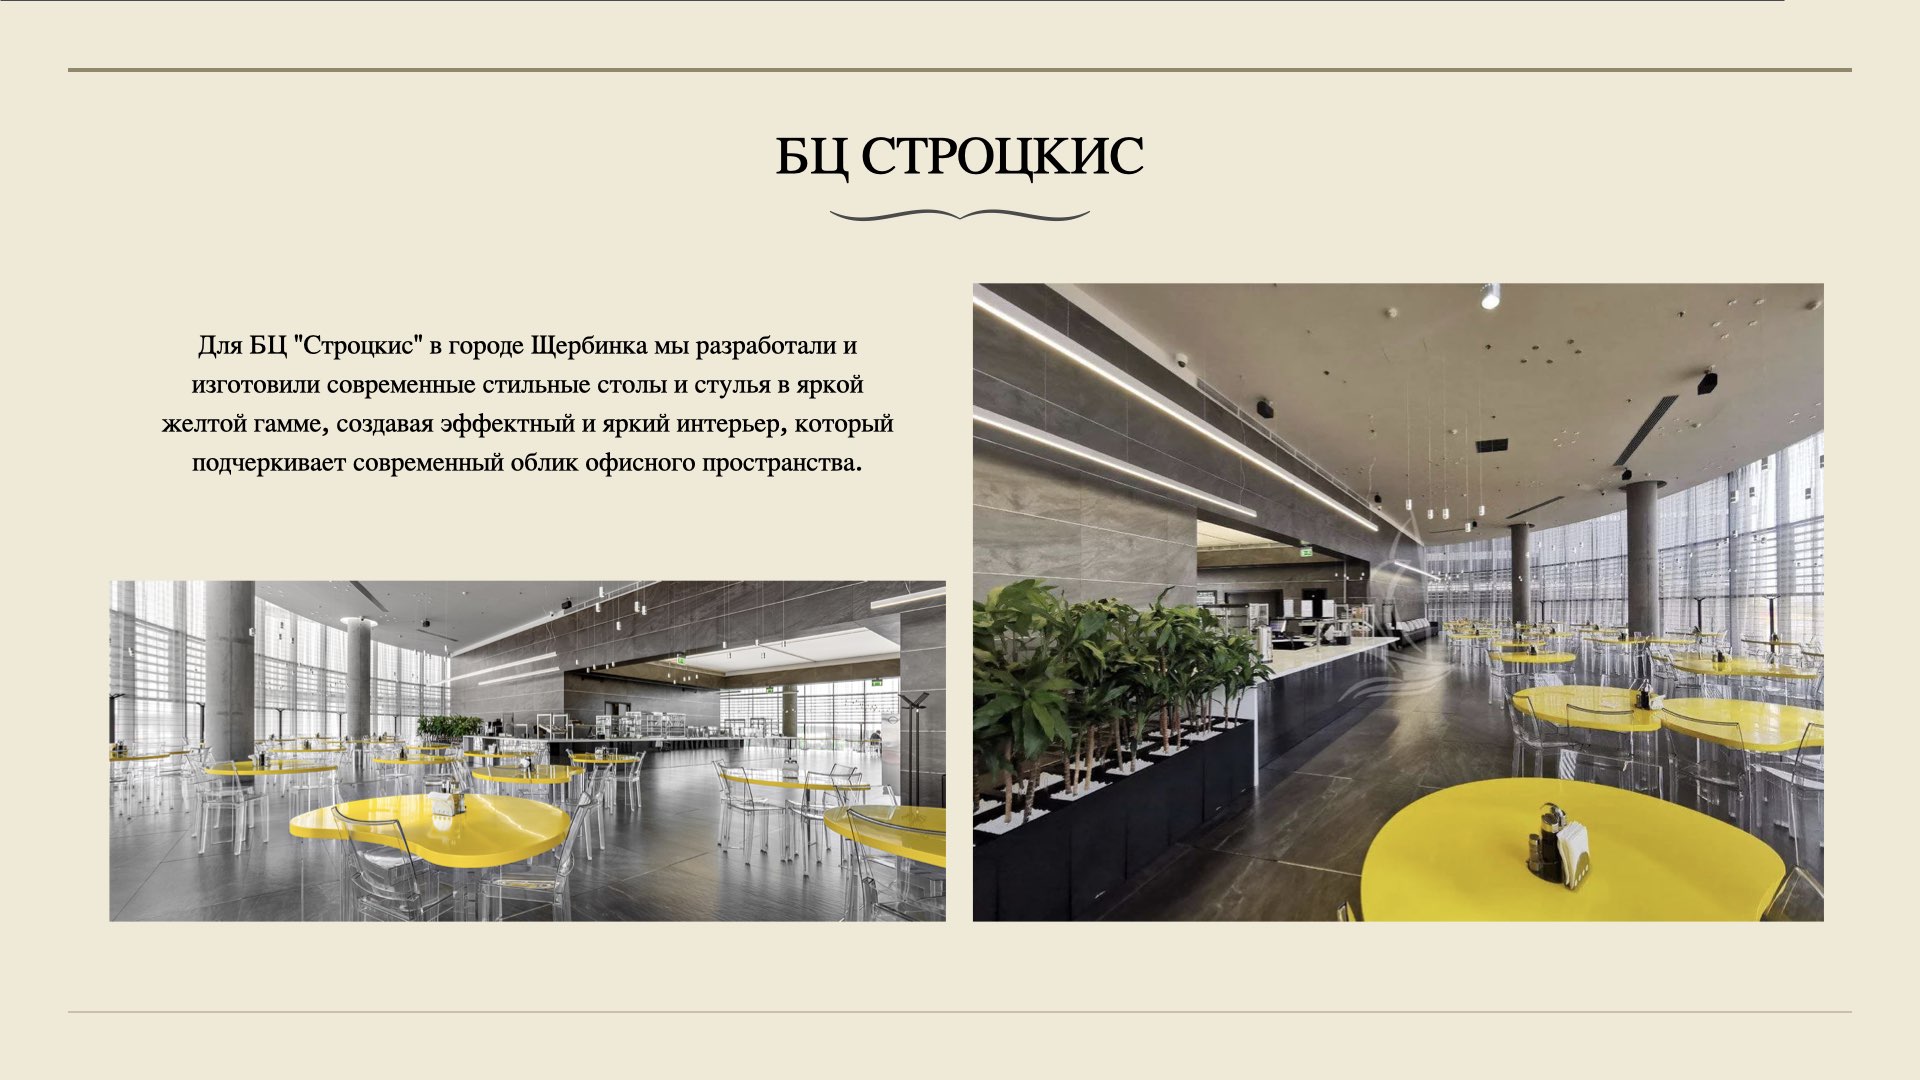 БЦ СТРОЦКИС
Для БЦ "Строцкис" в городе Щербинка мы разработали и
изготовили современные стильные столы и стулья в яркой
желтой гамме, создавая эффектный и яркий интерьер, который
подчеркивает современный облик офисного пространства.